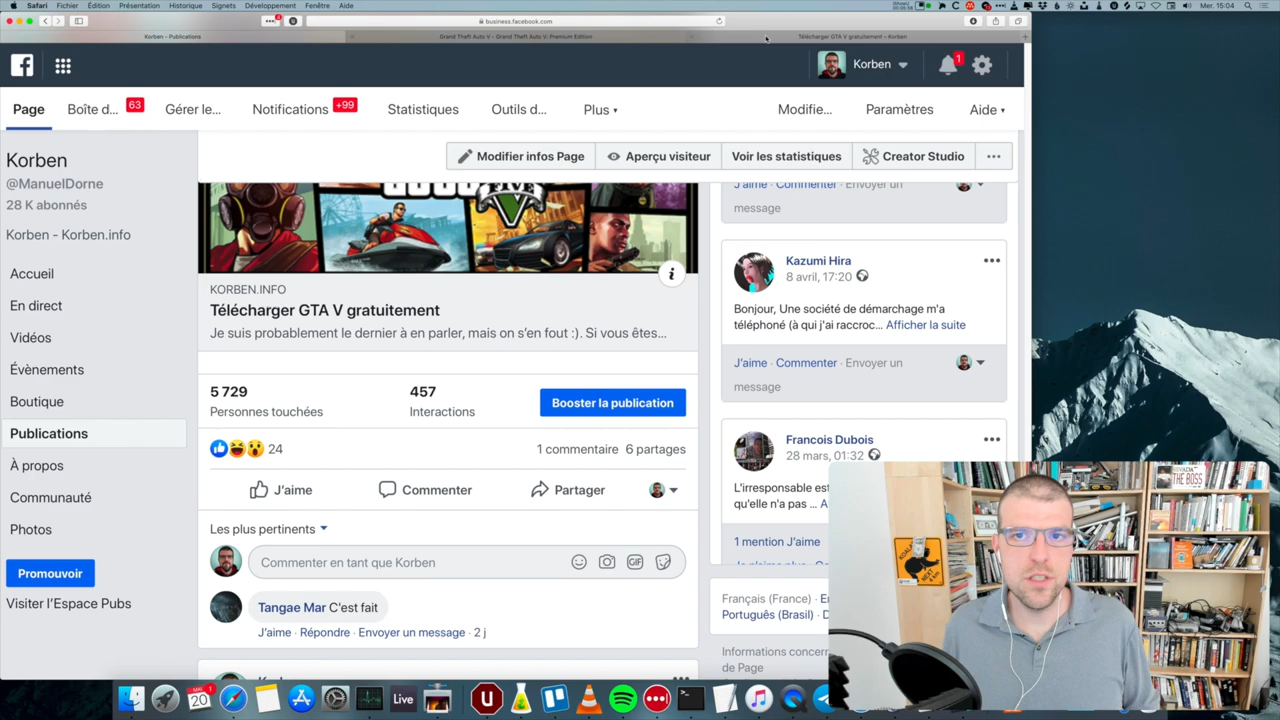 Safari Fichier Édition Présentation Historique Signets Développement Fenêtre Aide Mer. 15:04
business.facebook.com
Korben - Publications
Grand Theft Auto V - Grand Theft Auto V: Premium Edition
Télécharger GTA V gratuitement – Korben
Korben
1
Page
Boîte d... 63
Gérer le...
Notifications +99
Statistiques
Outils d...
Plus
Modifie...
Paramètres
Aide
Korben
@ManuelDorne
28 K abonnés
Korben - Korben.info
Accueil
En direct
Vidéos
Évènements
Boutique
Publications
À propos
Communauté
Photos
Promouvoir
Visiter l'Espace Pubs
Modifier infos Page
Aperçu visiteur
Voir les statistiques
Creator Studio
KORBEN.INFO
Télécharger GTA V gratuitement
Je suis probablement le dernier à en parler, mais on s'en fout :). Si vous êtes...
5 729
Personnes touchées
457
Interactions
Booster la publication
24
1 commentaire 6 partages
J'aime
Commenter
Partager
Les plus pertinents
Commenter en tant que Korben
GIF
Tangae Mar C'est fait
J'aime · Répondre · Envoyer un message · 2 j
J'aime · Commenter · Envoyer un
message
Kazumi Hira
8 avril, 17:20
Bonjour, Une société de démarchage m'a
téléphoné (à qui j'ai raccroc... Afficher la suite
J'aime · Commenter · Envoyer un
message
Francois Dubois
28 mars, 01:32
L'irresponsable es
qu'elle n'a pas ... A
1 mention J'aime
Français (France) · E
Português (Brasil) · D
Informations concer
de Page
THE BOSS
KOALAS
NEXT
MAI
20
Live